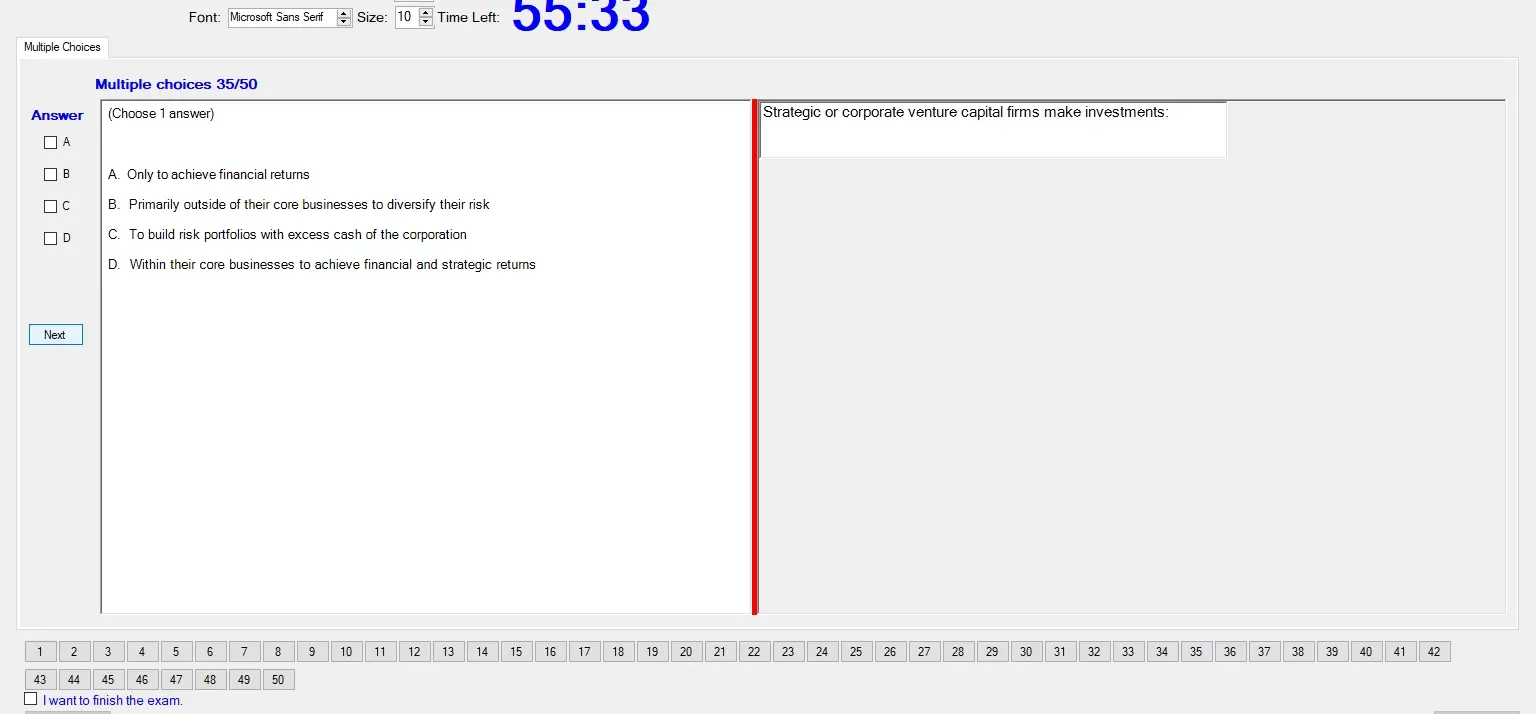 Font: Microsoft Sans Serif Size: 10 Time Left: 55:33
Multiple Choices
Multiple choices 35/50
Answer
(Choose 1 answer)
Strategic or corporate venture capital firms make investments:
A
B
C
D
A. Only to achieve financial returns
B. Primarily outside of their core businesses to diversify their risk
C. To build risk portfolios with excess cash of the corporation
D. Within their core businesses to achieve financial and strategic returns
Next
1 2 3 4 5 6 7 8 9 10 11 12 13 14 15 16 17 18 19 20 21 22 23 24 25 26 27 28 29 30 31 32 33 34 35 36 37 38 39 40 41 42
43 44 45 46 47 48 49 50
I want to finish the exam.